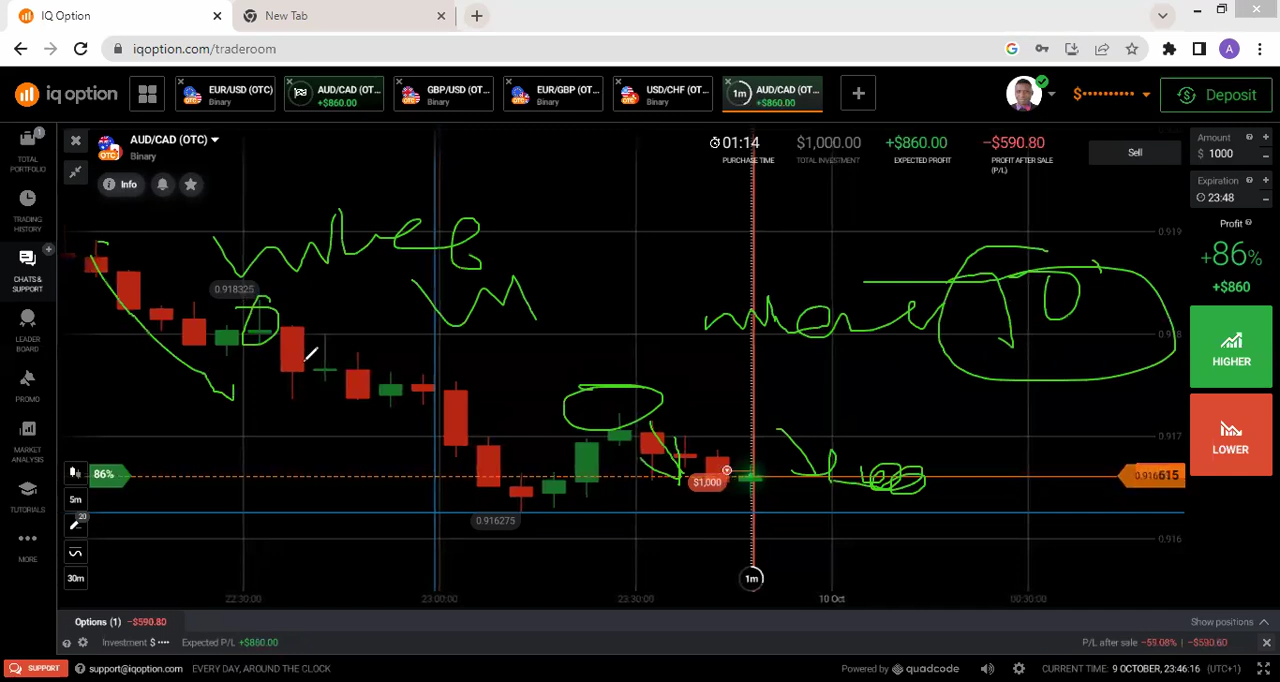 IQ Option
New Tab
iqoption.com/traderoom
A
iq option
EUR/USD (OTC)
Binary
AUD/CAD (OT...
+$860.00
GBP/USD (OT...
Binary
EUR/GBP (OT...
Binary
USD/CHF (OT...
Binary
1m
AUD/CAD (OT...
+$860.00
Deposit
1
TOTAL
PORTFOLIO
TRADING
HISTORY
CHATS &
SUPPORT
LEADER
BOARD
PROMO
MARKET
ANALYSIS
TUTORIALS
MORE
AUD/CAD (OTC)
Binary
Info
01:14
PURCHASE TIME
$1,000.00
TOTAL INVESTMENT
+$860.00
EXPECTED PROFIT
−$590.80
PROFIT AFTER SALE
(P/L)
Sell
Amount
$ 1000
Expiration
23:48
Profit
+86%
+$860
HIGHER
LOWER
0.919
0.918325
0.918
0.917
86%
$1,000
0.916615
0.916275
0.916
5m
20
30m
1m
22:30:00
23:00:00
23:30:00
10 Oct
00:30:00
Options (1) −$590.80
Show positions
Investment $ ••••
Expected P/L +$860.00
P/L after sale −59.08% | −$590.80
SUPPORT
support@iqoption.com
EVERY DAY, AROUND THE CLOCK
Powered by quadcode
CURRENT TIME: 9 OCTOBER, 23:46:16 (UTC+1)